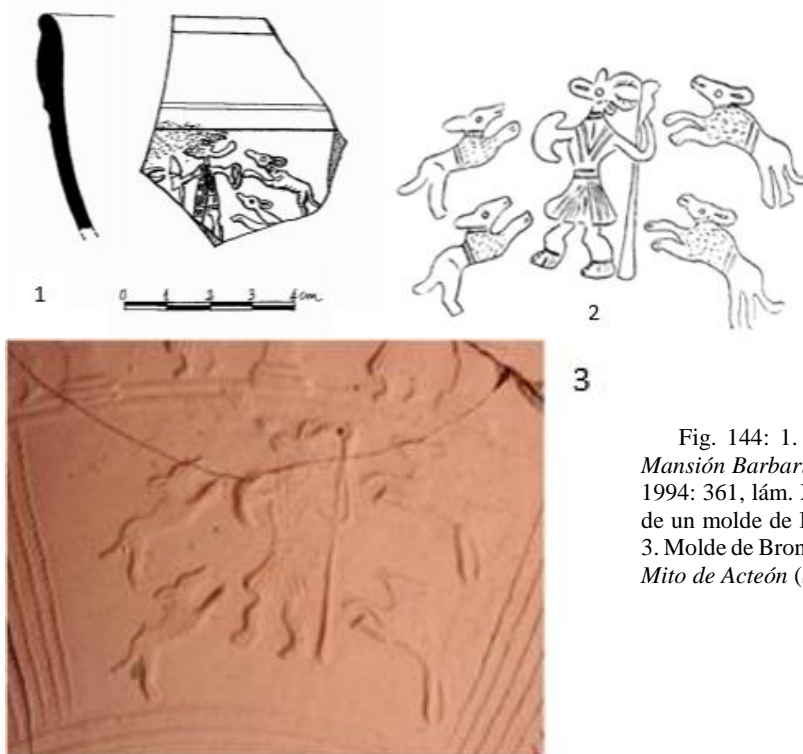 1
0 1 2 3 4 cm
2
3
Fig. 144: 1.
Mansión Barbari
1994: 361, lám.
de un molde de
3. Molde de Bron
Mito de Acteón (